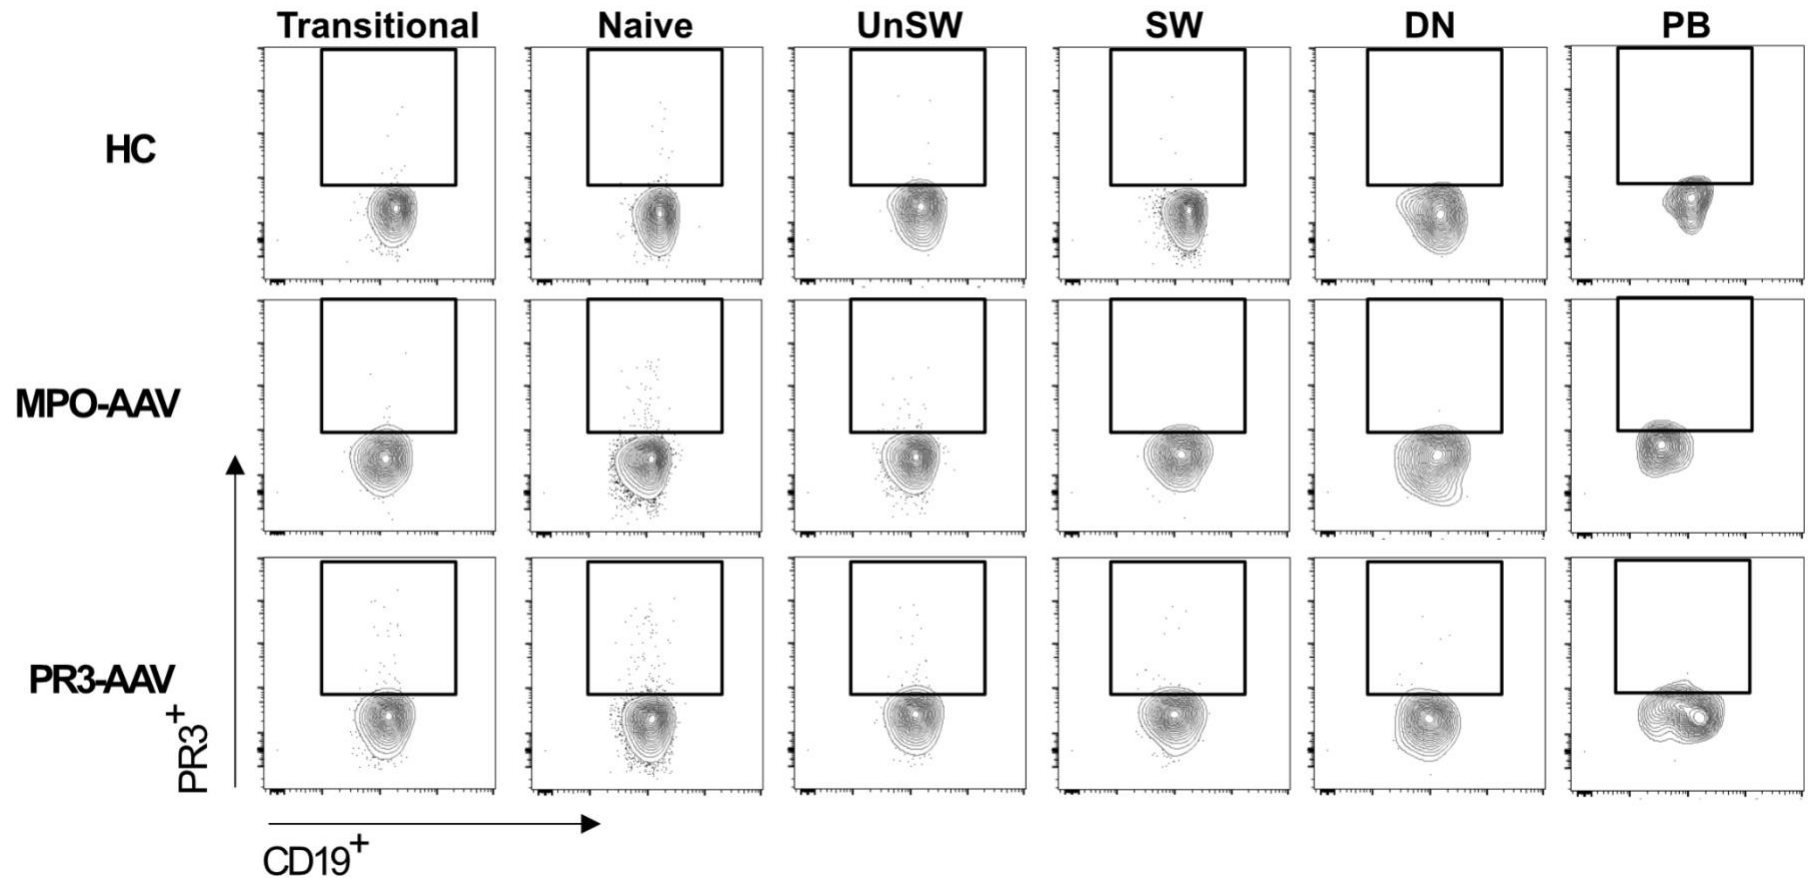 Transitional Naive UnSW SW DN PB
HC
MPO-AAV
PR3-AAV
PR3+
CD19+